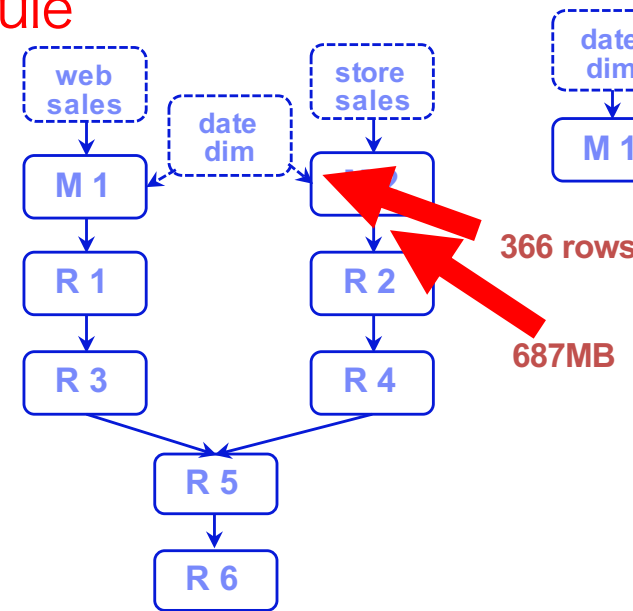 ule
web
sales
date
dim
store
sales
date
dim
M 1
M 1
R 1
R 2
366 rows
687MB
R 3
R 4
R 5
R 6